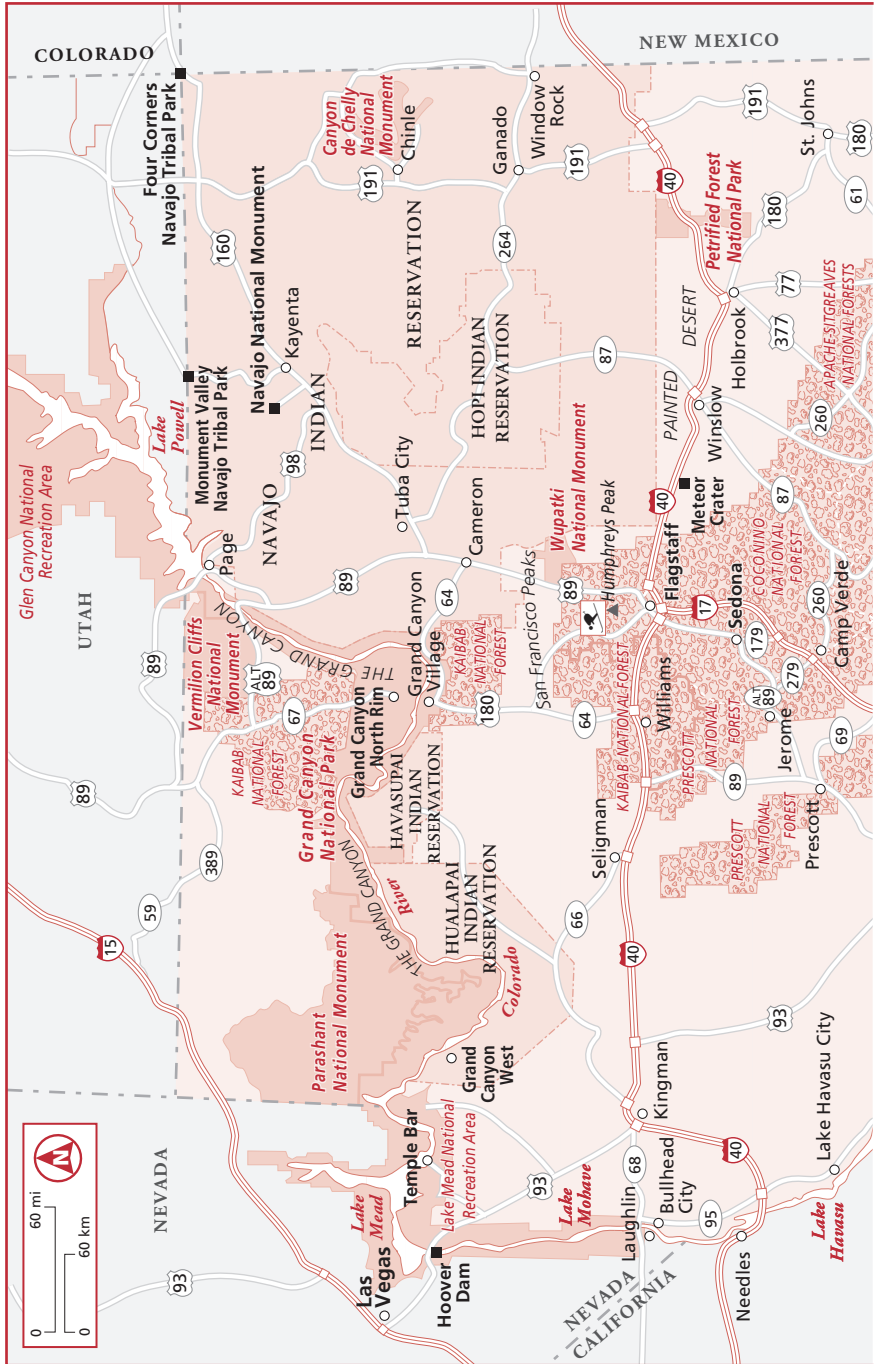 0 60 mi
0 60 km
N
NEVADA
UTAH
COLORADO
NEW MEXICO
NEVADA
CALIFORNIA
93
15
59
389
89
89
Glen Canyon National
Recreation Area
Lake
Powell
Four Corners
Navajo Tribal Park
Monument Valley
Navajo Tribal Park
160
Navajo National Monument
Kayenta
Canyon
de Chelly
National
Monument
Chinle
191
Page
98
NAVAJO
INDIAN
RESERVATION
Vermilion Cliffs
National
Monument
ALT
89
89
67
KAIBAB
NATIONAL
FOREST
THE GRAND CANYON
Grand Canyon
National Park
Grand Canyon
North Rim
Grand Canyon
Village
64
Cameron
Tuba City
HOPI INDIAN
RESERVATION
264
Ganado
Window
Rock
191
Parashant
National Monument
THE GRAND CANYON
Colorado
River
HAVASUPAI
INDIAN
RESERVATION
HUALAPAI
INDIAN
RESERVATION
KAIBAB
NATIONAL
FOREST
180
64
Grand
Canyon
West
Las
Vegas
Lake
Mead
Temple Bar
Lake Mead National
Recreation Area
Hoover
Dam
93
Lake
Mohave
Laughlin
Bullhead
City
68
95
Needles
40
Kingman
Lake Havasu City
Lake
Havasu
93
40
66
Seligman
KAIBAB NATIONAL FOREST
Williams
San Francisco Peaks
Humphreys Peak
89
Wupatki
National Monument
Flagstaff
40
Meteor
Crater
PAINTED
DESERT
87
Winslow
Holbrook
40
Petrified Forest
National Park
191
180
St. Johns
180
61
77
377
APACHE-SITGREAVES
NATIONAL FORESTS
260
87
COCONINO
NATIONAL
FOREST
17
Sedona
179
260
279
Camp Verde
ALT
89
Jerome
PRESCOTT
NATIONAL
FOREST
89
69
Prescott
PRESCOTT
NATIONAL
FOREST